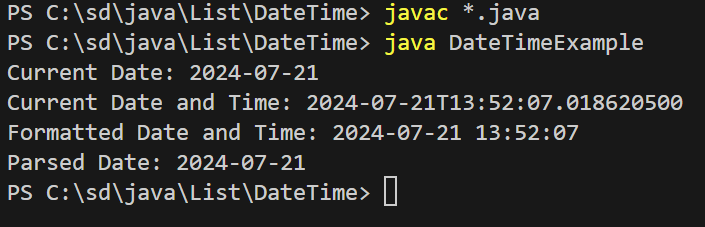 PS C:\sd\java\List\DateTime> javac *.java
PS C:\sd\java\List\DateTime> java DateTimeExample
Current Date: 2024-07-21
Current Date and Time: 2024-07-21T13:52:07.018620500
Formatted Date and Time: 2024-07-21 13:52:07
Parsed Date: 2024-07-21
PS C:\sd\java\List\DateTime>